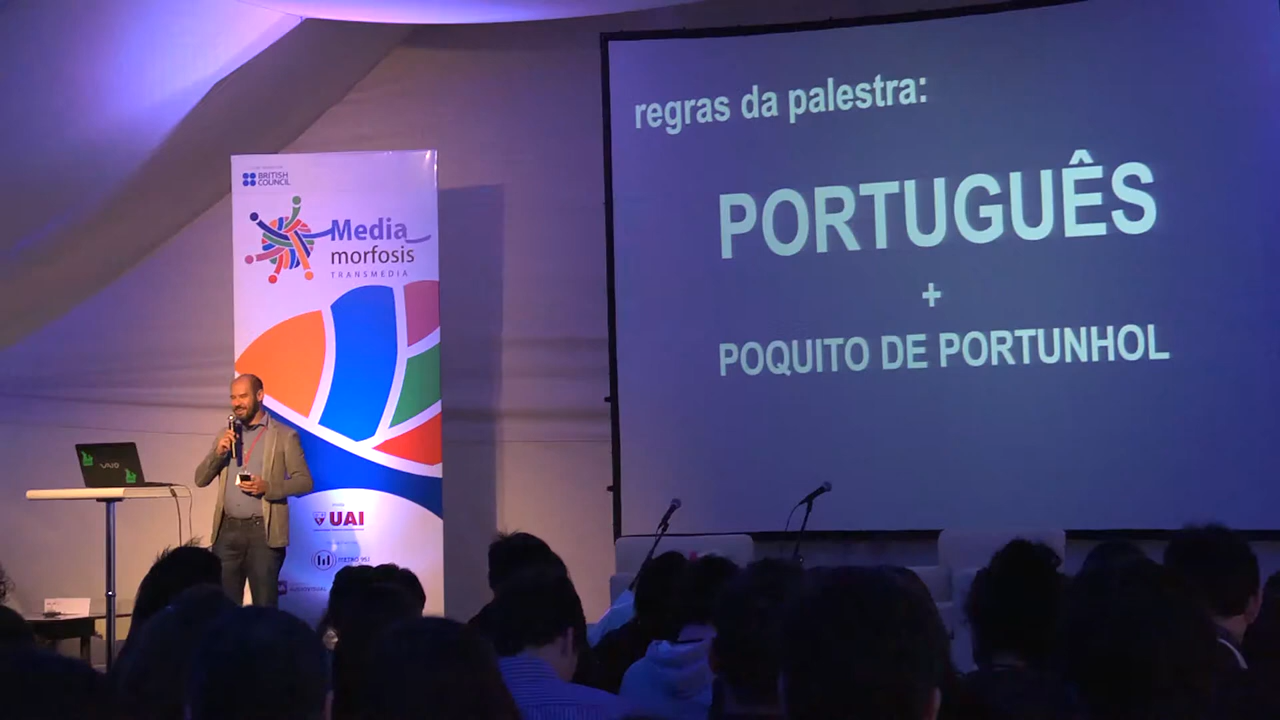 BRITISH
COUNCIL
Media
morfosis
TRANSMEDIA
UAI
VAIO
regras da palestra:
PORTUGUÊS
+
POQUITO DE PORTUNHOL